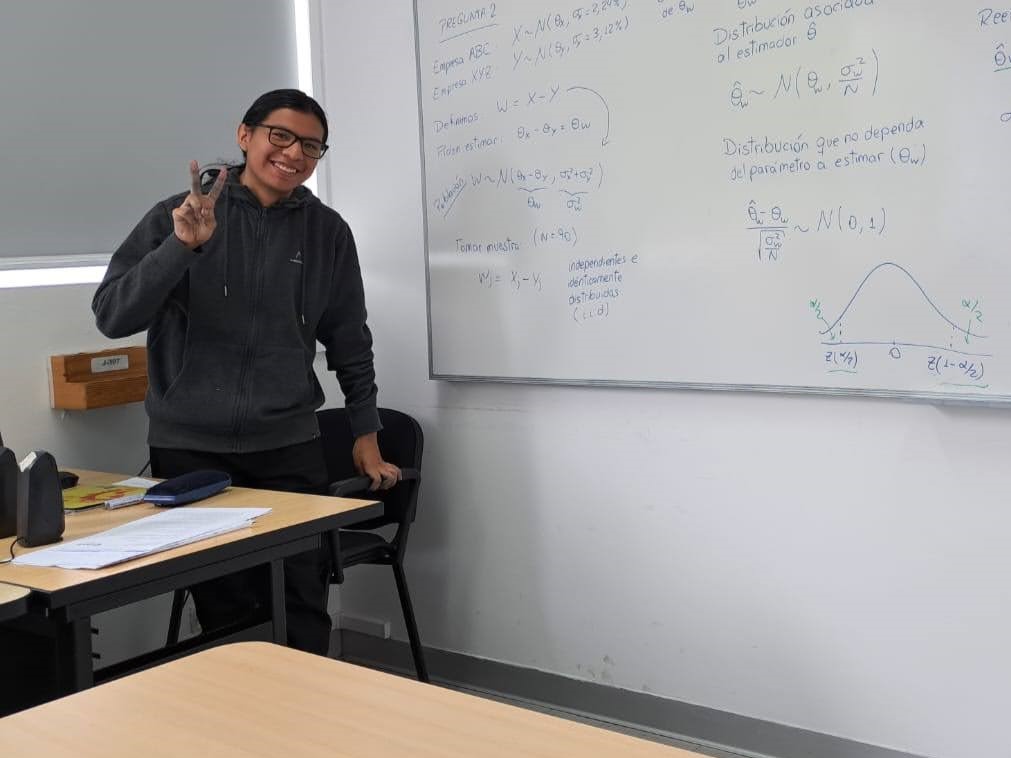 PREGUNTA 2
Empresa ABC X ~ N(θx, σx = 2,24%)
Empresa XYZ Y ~ N(θy, σy = 3,12%)
Definimos: W = X - Y
Piden estimar: θx - θy = θw
Población W ~ N(θx - θy, σx² + σy²)
θw σw²
Tomar muestra: (N = 90)
Wj = Xj - Yj
independientes e
idénticamente
distribuidas
(i.i.d)
de θw
Distribución asociada
al estimador θ̂
θ̂w ~ N(θw, σw²/N)
Distribución que no dependa
del parámetro a estimar (θw)
(θ̂w - θw)/√(σw²/N) ~ N(0, 1)
α/2 α/2
Z(α/2) 0 Z(1-α/2)
θ̂w